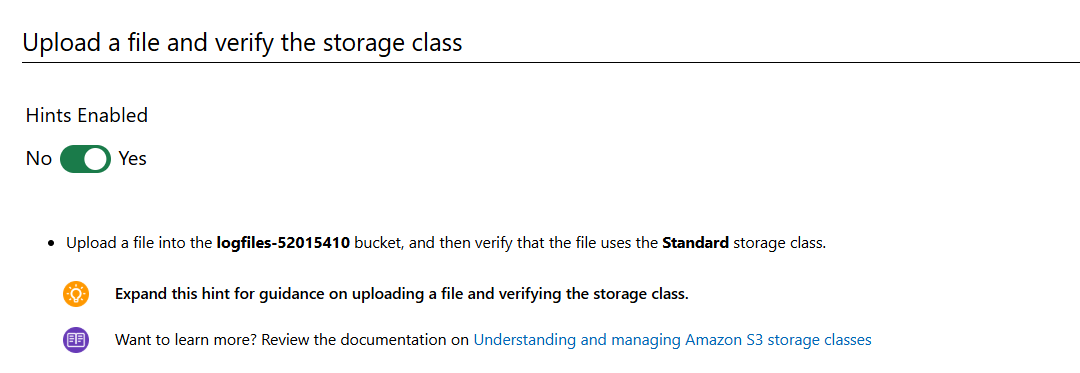 Upload a file and verify the storage class
Hints Enabled
No Yes
• Upload a file into the logfiles-52015410 bucket, and then verify that the file uses the Standard storage class.
Expand this hint for guidance on uploading a file and verifying the storage class.
Want to learn more? Review the documentation on Understanding and managing Amazon S3 storage classes